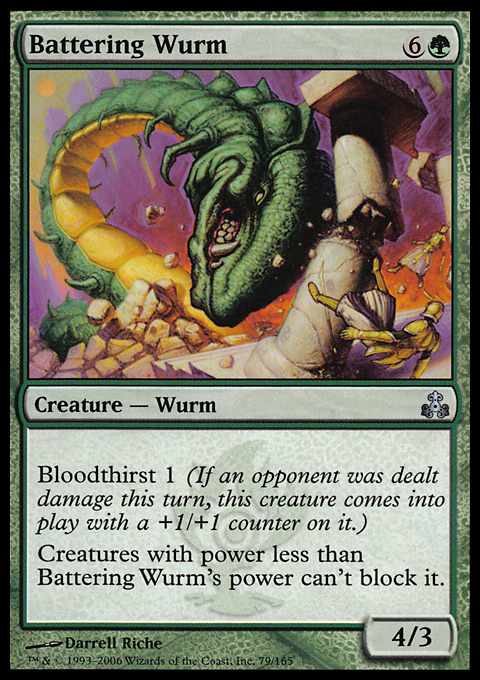 Battering Wurm 6
Creature — Wurm
Bloodthirst 1 (If an opponent was dealt
damage this turn, this creature comes into
play with a +1/+1 counter on it.)
Creatures with power less than
Battering Wurm's power can't block it.
Darrell Riche
4/3
™ & © 1993–2006 Wizards of the Coast, Inc. 79/165